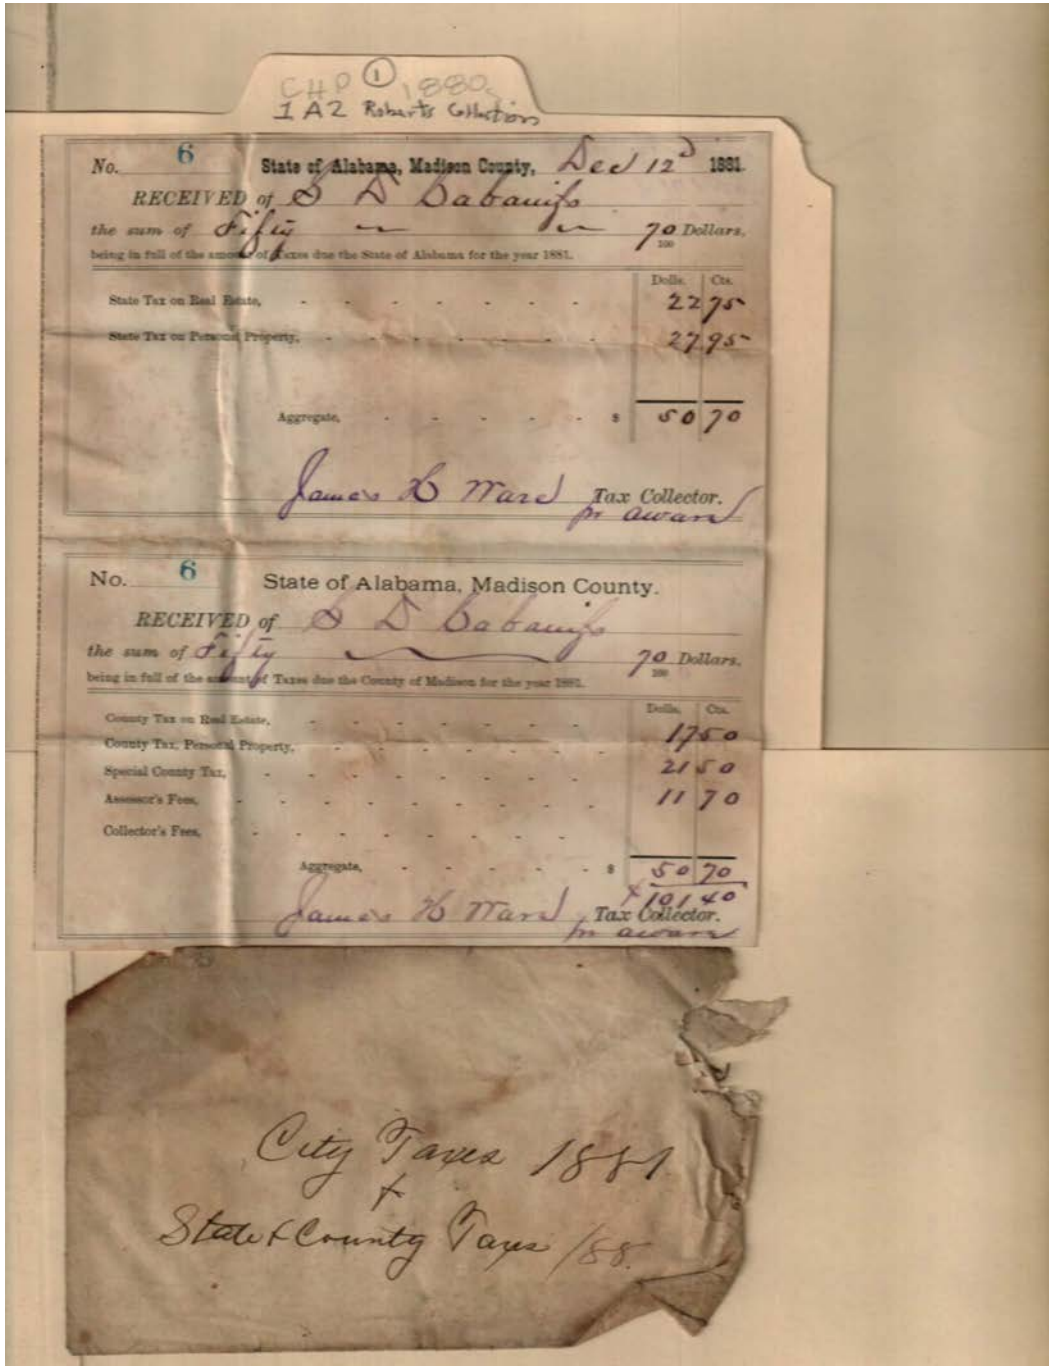 CHP 1 1880s
1A2 Roberts Collection
No. 6 State of Alabama, Madison County, Dec 12d 1881.
RECEIVED of S D Cabaniss
the sum of Fifty 70/100 Dollars,
being in full of the amount of Taxes due the State of Alabama for the year 1881.
Dolls. Cts.
State Tax on Real Estate, 22 75
State Tax on Personal Property, 27 95
Aggregate, $ 50 70
James H Ward Tax Collector.
pr award
No. 6 State of Alabama, Madison County.
RECEIVED of S D Cabaniss
the sum of Fifty 70/100 Dollars,
being in full of the amount of Taxes due the County of Madison for the year 1881.
Dolls. Cts.
County Tax on Real Estate, 17 50
County Tax, Personal Property, 21 50
Special County Tax, 11 70
Assessor's Fees,
Collector's Fees,
Aggregate, $ 50 70
101 40
James H Ward Tax Collector.
pr award
City Taxes 1881
+
State & County Taxes /88